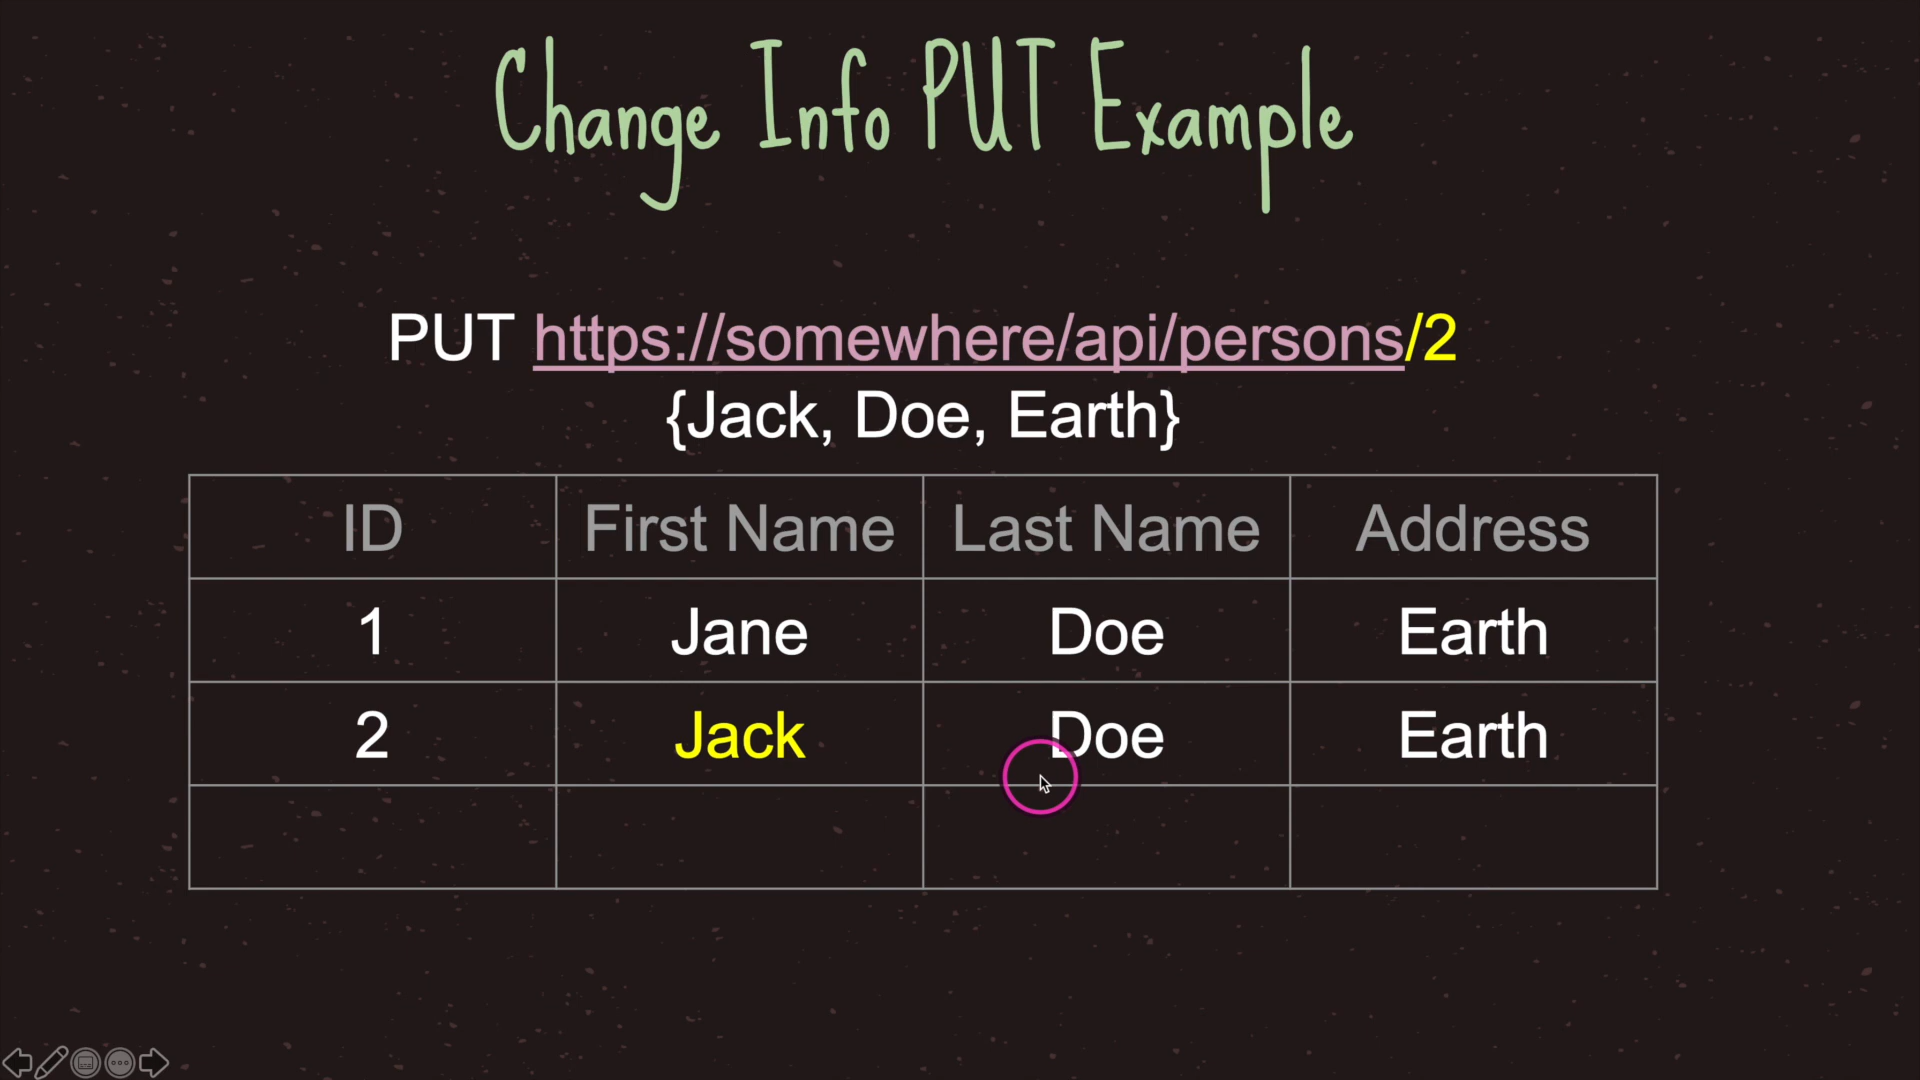 Change Info PUT Example
PUT https://somewhere/api/persons/2
{Jack, Doe, Earth}
ID First Name Last Name Address
1 Jane Doe Earth
2 Jack Doe Earth